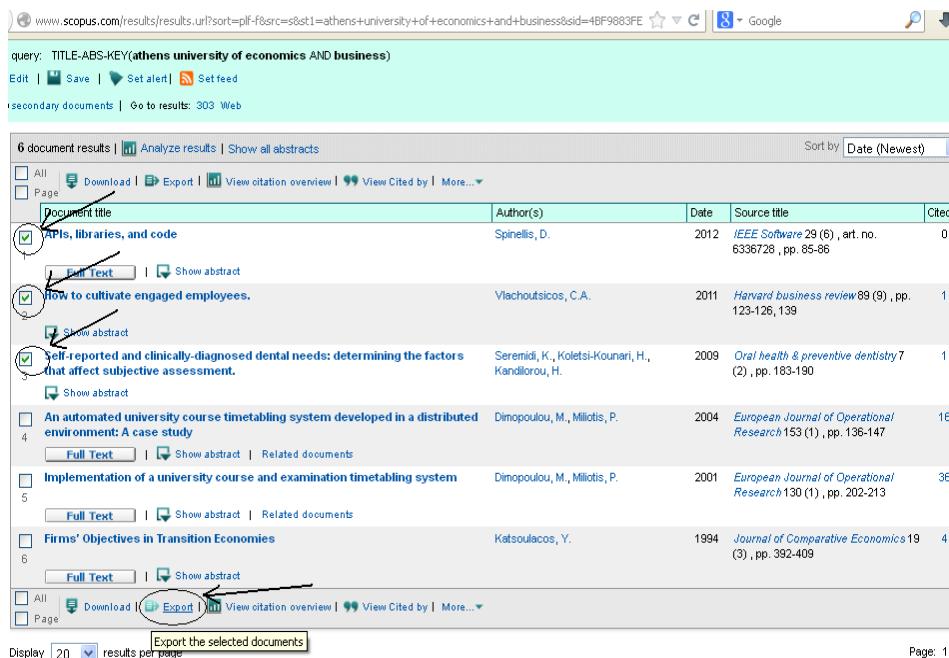 www.scopus.com/results/results.url?sort=plf-f&src=s&st1=athens+university+of+economics+and+business&sid=4BF9883FE
Google
query: TITLE-ABS-KEY(athens university of economics AND business)
Edit | Save | Set alert | Set feed
secondary documents | Go to results: 303 Web
6 document results | Analyze results | Show all abstracts
Sort by Date (Newest)
All
Page
Download | Export | View citation overview | View Cited by | More...
Document title Author(s) Date Source title Cited
APIs, libraries, and code Spinellis, D. 2012 IEEE Software 29 (6) , art. no. 0
1 6336728 , pp. 85-86
Full Text | Show abstract
How to cultivate engaged employees. Vlachoutsicos, C.A. 2011 Harvard business review 89 (9) , pp. 1
2 123-126, 139
Show abstract
Self-reported and clinically-diagnosed dental needs: determining the factors Seremidi, K., Koletsi-Kounari, H., 2009 Oral health & preventive dentistry 7 1
3 that affect subjective assessment. Kandilorou, H. (2) , pp. 183-190
Show abstract
An automated university course timetabling system developed in a distributed Dimopoulou, M., Miliotis, P. 2004 European Journal of Operational 16
4 environment: A case study Research 153 (1) , pp. 136-147
Full Text | Show abstract | Related documents
Implementation of a university course and examination timetabling system Dimopoulou, M., Miliotis, P. 2001 European Journal of Operational 36
5 Research 130 (1) , pp. 202-213
Full Text | Show abstract | Related documents
Firms' Objectives in Transition Economies Katsoulacos, Y. 1994 Journal of Comparative Economics 19 4
6 (3) , pp. 392-409
Full Text | Show abstract
All
Page
Download | Export | View citation overview | View Cited by | More...
Export the selected documents
Display 20 results per page
Page: 1